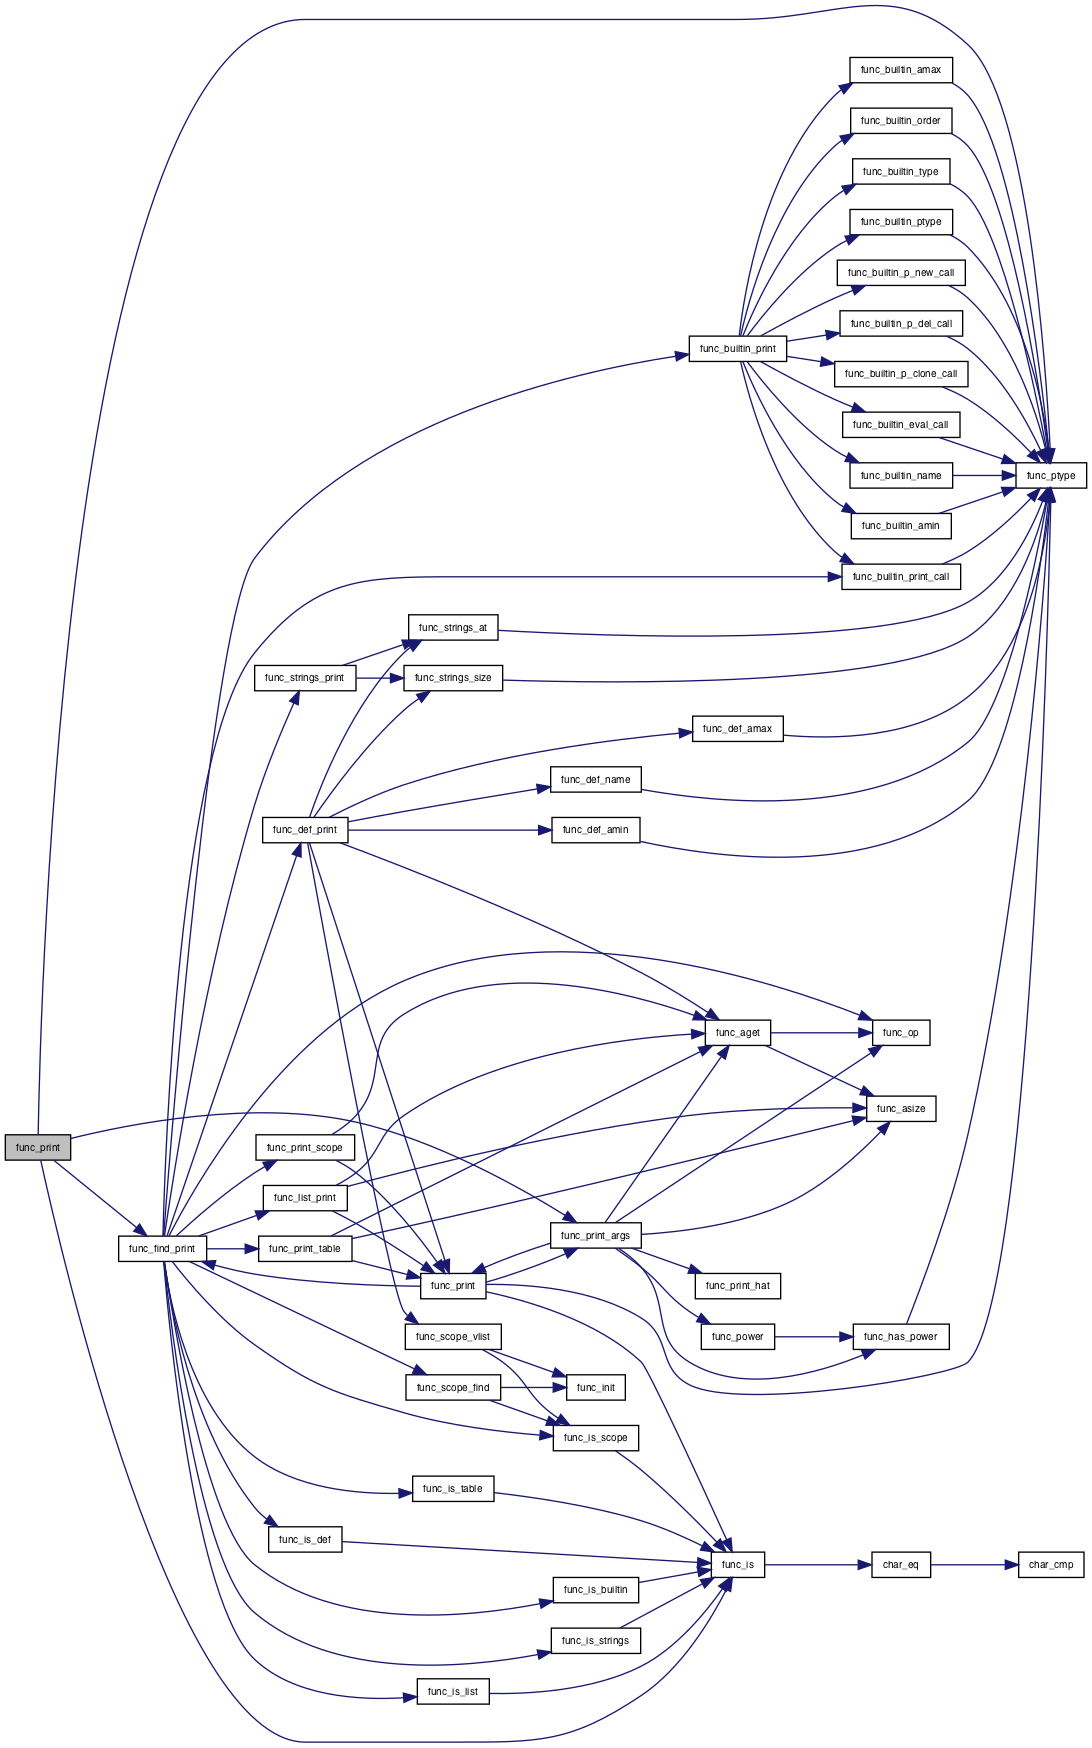 func_builtin_amax
func_builtin_order
func_builtin_type
func_builtin_ptype
func_builtin_p_new_call
func_builtin_p_del_call
func_builtin_print
func_builtin_p_clone_call
func_builtin_eval_call
func_builtin_name
func_ptype
func_builtin_amin
func_builtin_print_call
func_strings_at
func_strings_print
func_strings_size
func_def_amax
func_def_name
func_def_print
func_def_amin
func_aget
func_op
func_asize
func_print
func_print_scope
func_list_print
func_print_args
func_find_print
func_print_table
func_print
func_print_hat
func_scope_vlist
func_power
func_has_power
func_scope_find
func_init
func_is_scope
func_is_table
func_is_def
func_is
char_eq
char_cmp
func_is_builtin
func_is_strings
func_is_list